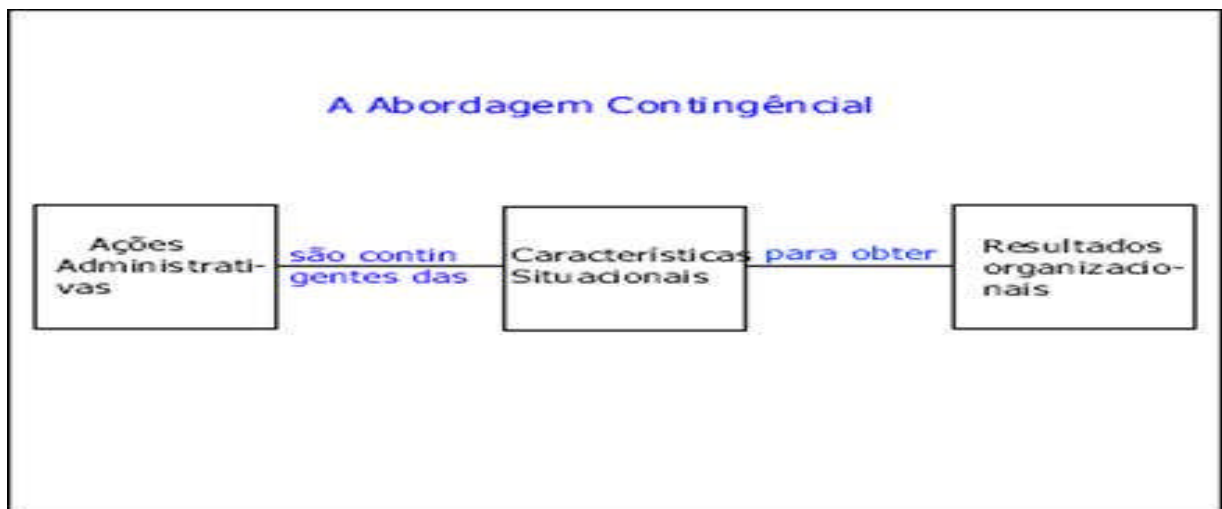 A Abordagem Contingêncial
Ações
Administrati-
vas
são contin
gentes das
Características
Situacionais
para obter
Resultados
organizacio-
nais